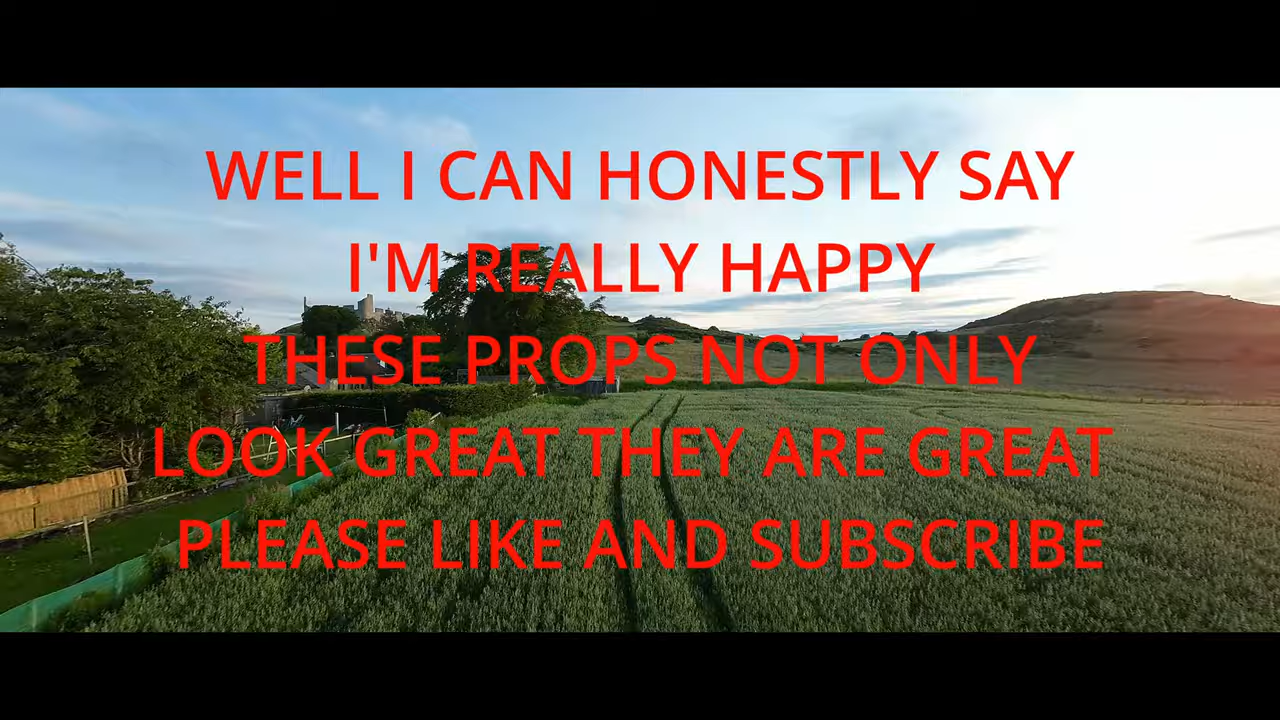 WELL I CAN HONESTLY SAY
I'M REALLY HAPPY
THESE PROPS NOT ONLY
LOOK GREAT THEY ARE GREAT
PLEASE LIKE AND SUBSCRIBE